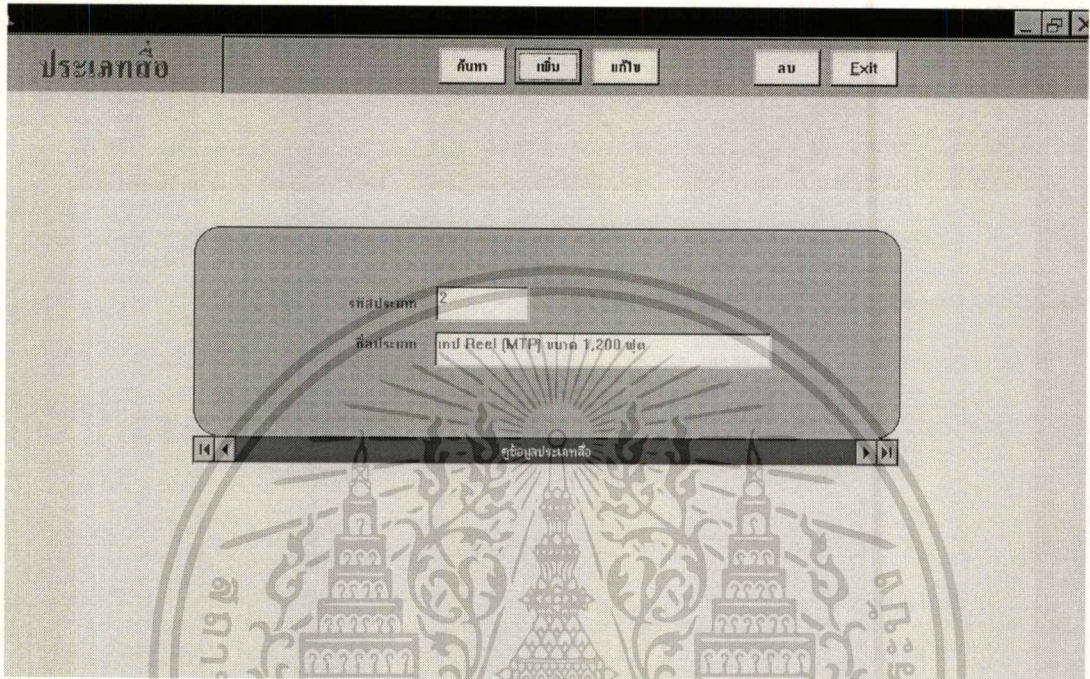 ประเภทสื่อ
ค้นหา เพิ่ม แก้ไข ลบ Exit
รหัสประเภท 2
ชื่อประเภท เทป Reel (MTP) ขนาด 1,200 ฟุต
ดูข้อมูลประเภทสื่อ